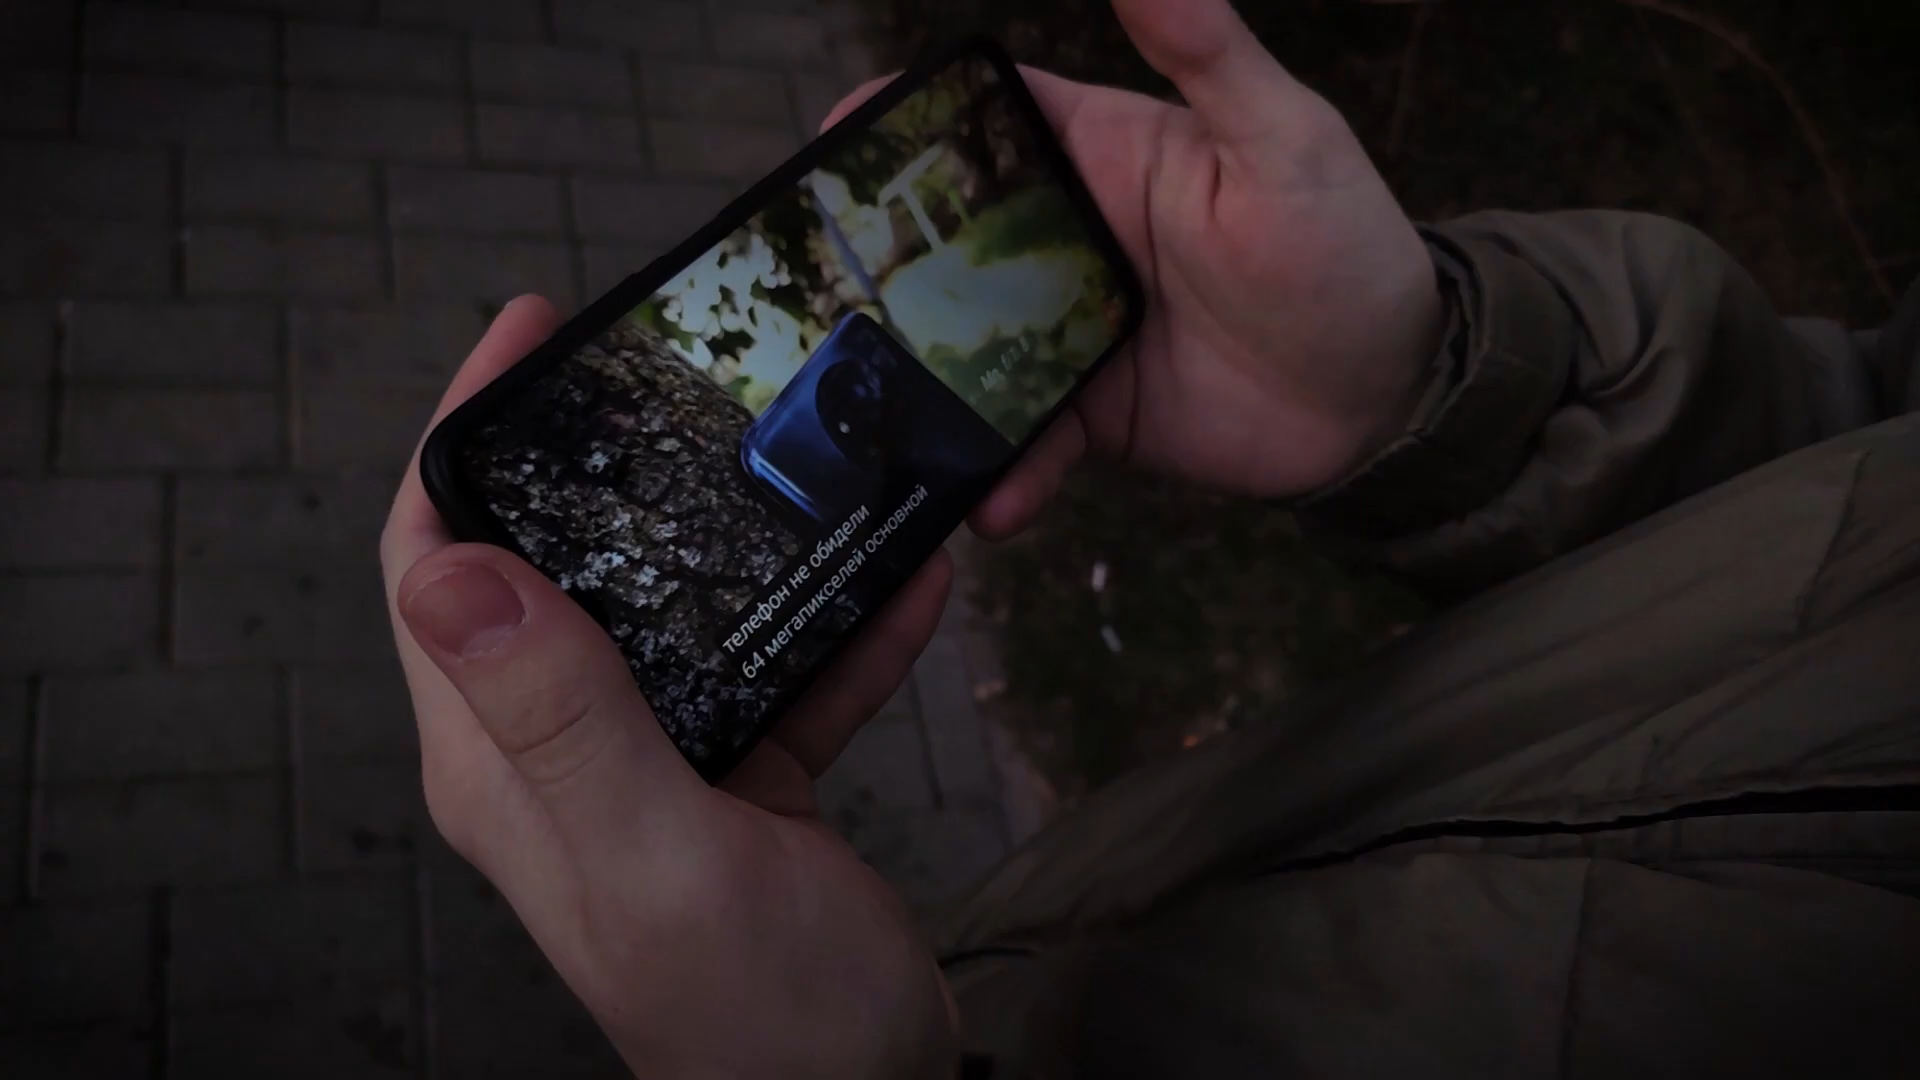 телефон не обидели
64 мегапикселей основной